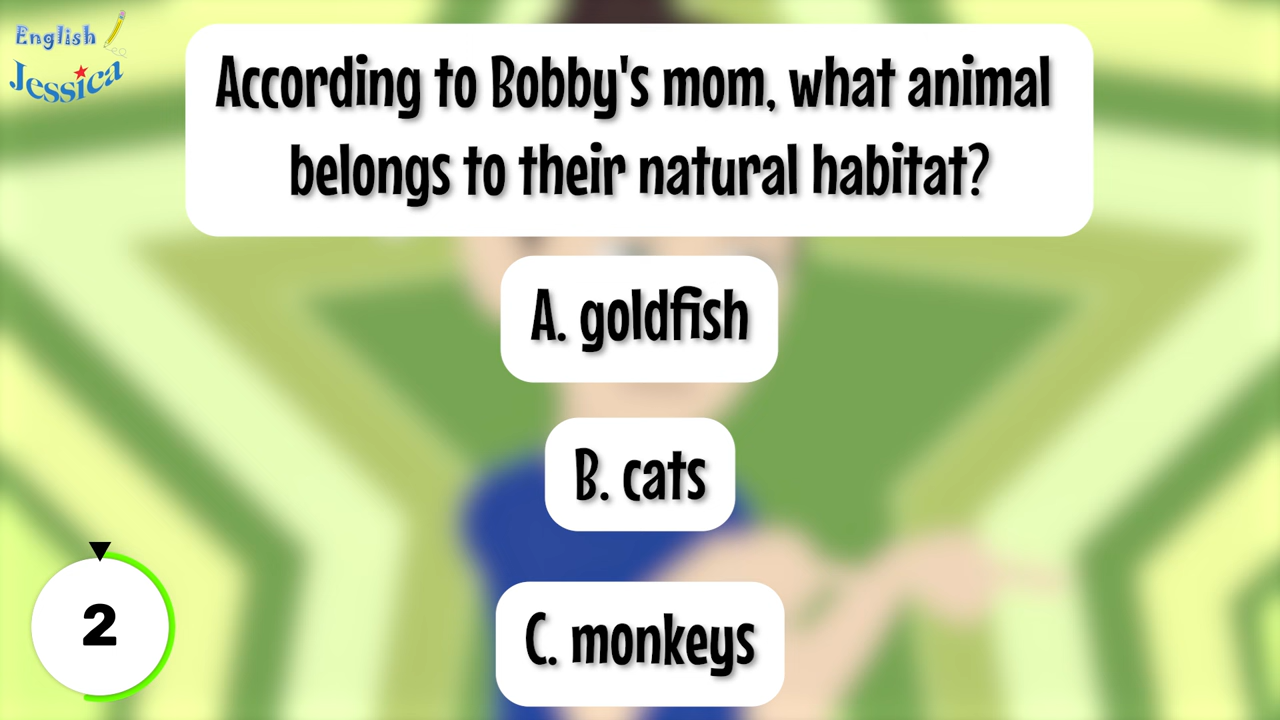 English
Jessica
According to Bobby's mom, what animal
belongs to their natural habitat?
A. goldfish
B. cats
C. monkeys
2